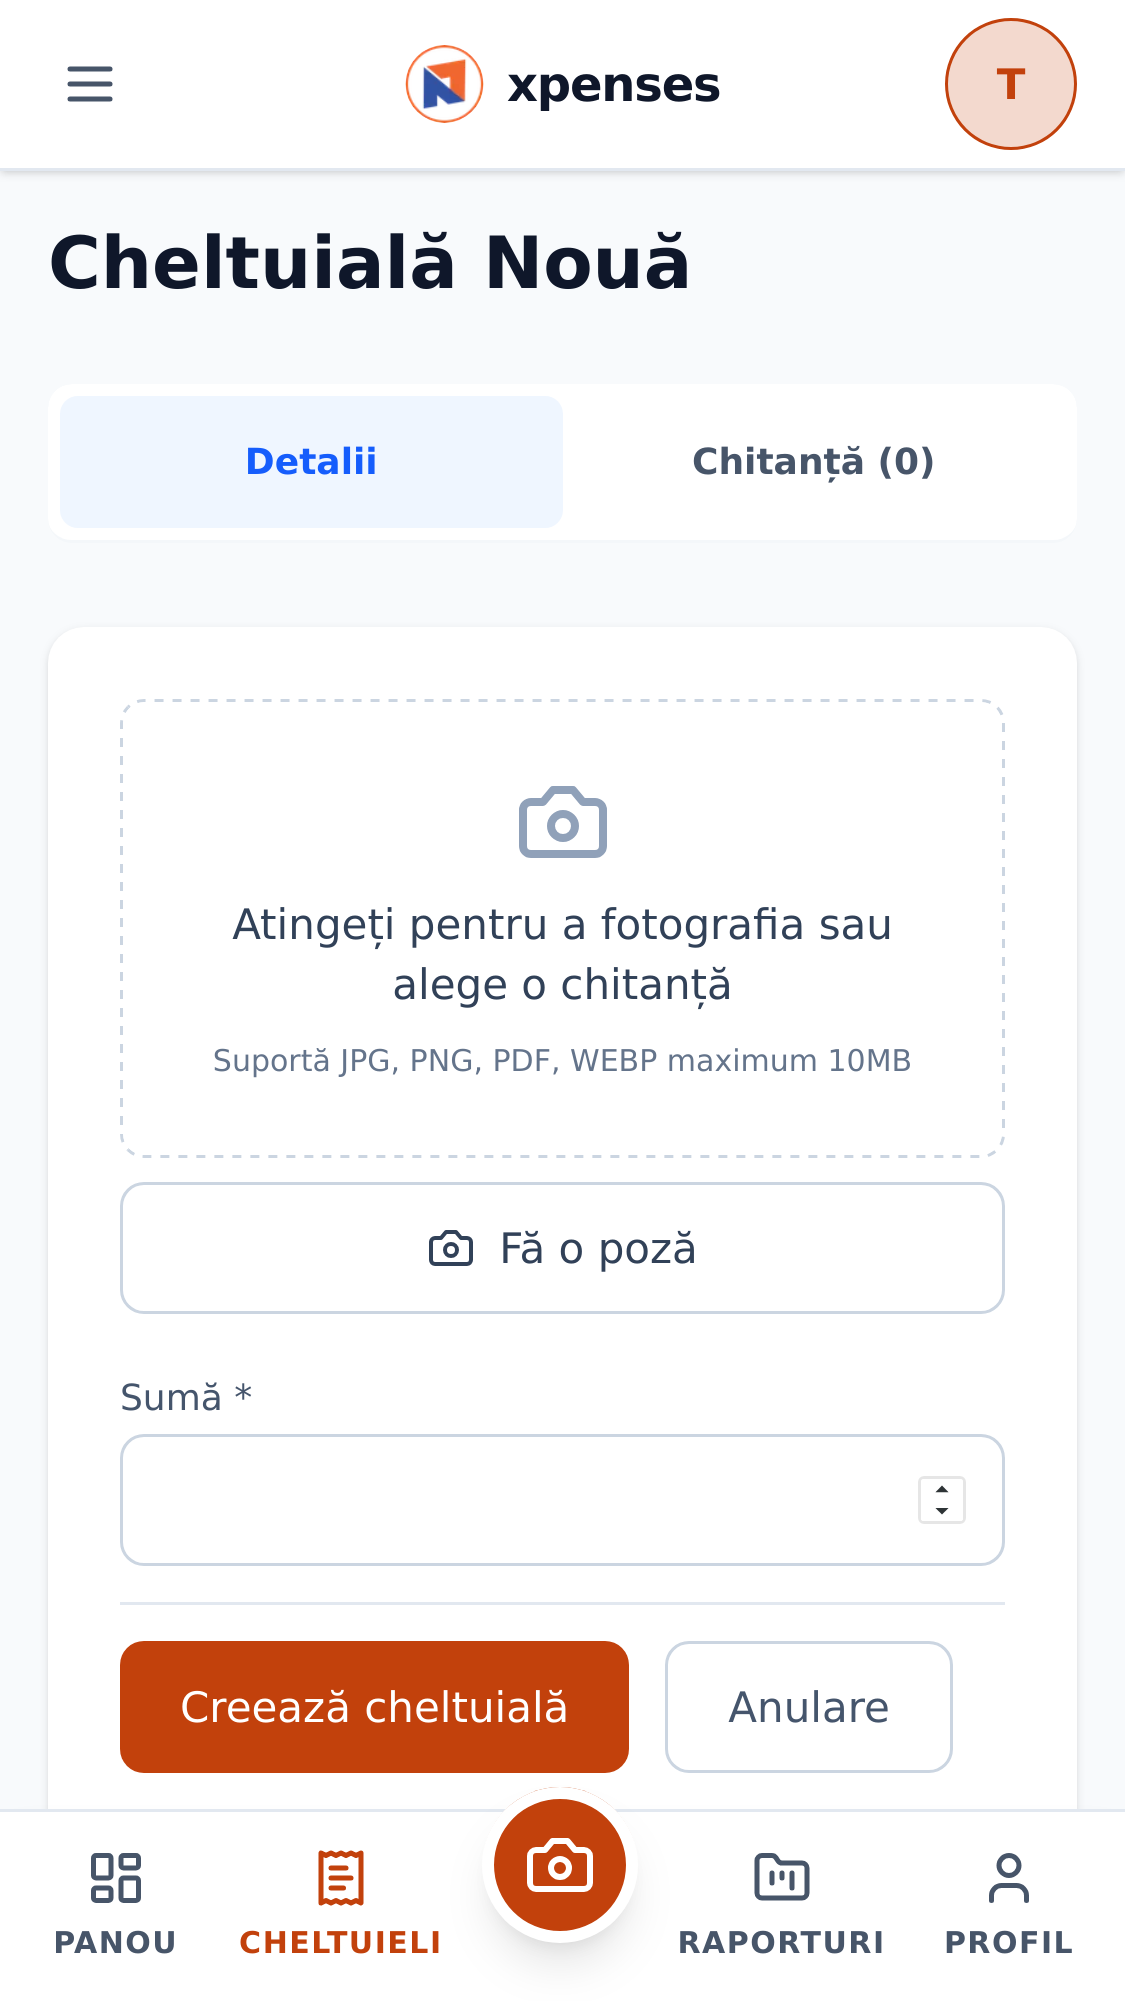 xpenses
T
Cheltuială Nouă
Detalii
Chitanță (0)
Atingeți pentru a fotografia sau
alege o chitanță
Suportă JPG, PNG, PDF, WEBP maximum 10MB
Fă o poză
Sumă *
Creează cheltuială
Anulare
PANOU
CHELTUIELI
RAPORTURI
PROFIL